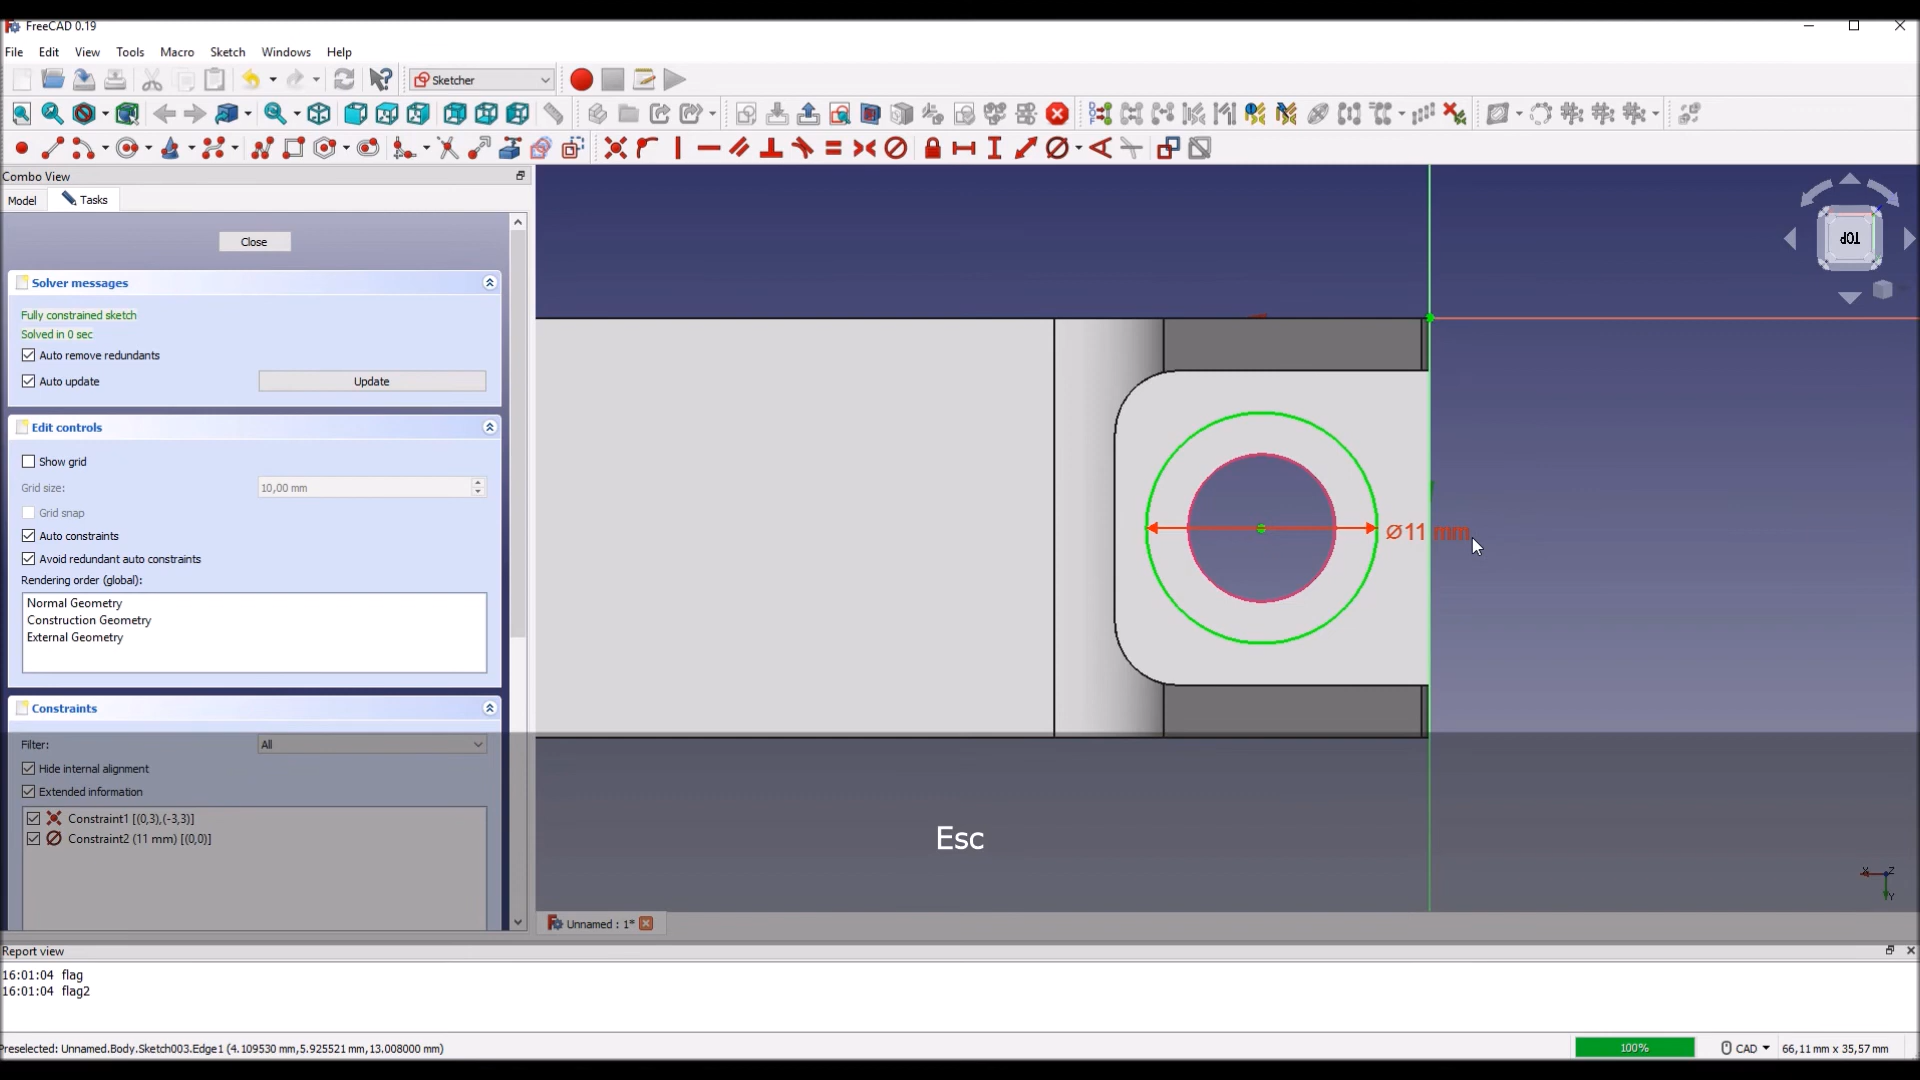 FreeCAD 0.19
File Edit View Tools Macro Sketch Windows Help
Sketcher
Combo View
Model Tasks
Close
Solver messages
Fully constrained sketch
Solved in 0 sec
Auto remove redundants
Auto update Update
Edit controls
Show grid
Grid size: 10,00 mm
Grid snap
Auto constraints
Avoid redundant auto constraints
Rendering order (global):
Normal Geometry
Construction Geometry
External Geometry
Constraints
Filter: All
Hide internal alignment
Extended information
Constraint1 [(0,3),(-3,3)]
Constraint2 (11 mm) [(0,0)]
TOP
Ø11 mm
Esc
X Z
Y
Unnamed : 1*
Report view
16:01:04 flag
16:01:04 flag2
Preselected: Unnamed.Body.Sketch003.Edge1 (4.109530 mm,5.925521 mm,13.008000 mm)
100% CAD 66,11 mm x 35,57 mm